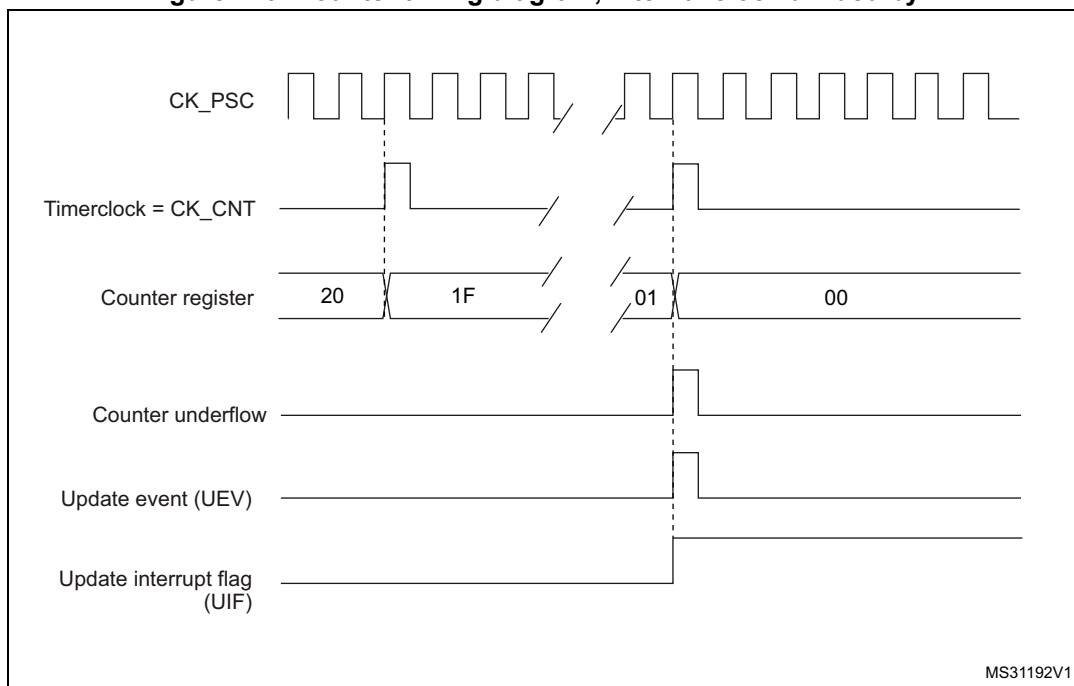 CK_PSC
Timerclock = CK_CNT
Counter register
20
1F
01
00
Counter underflow
Update event (UEV)
Update interrupt flag
(UIF)
MS31192V1